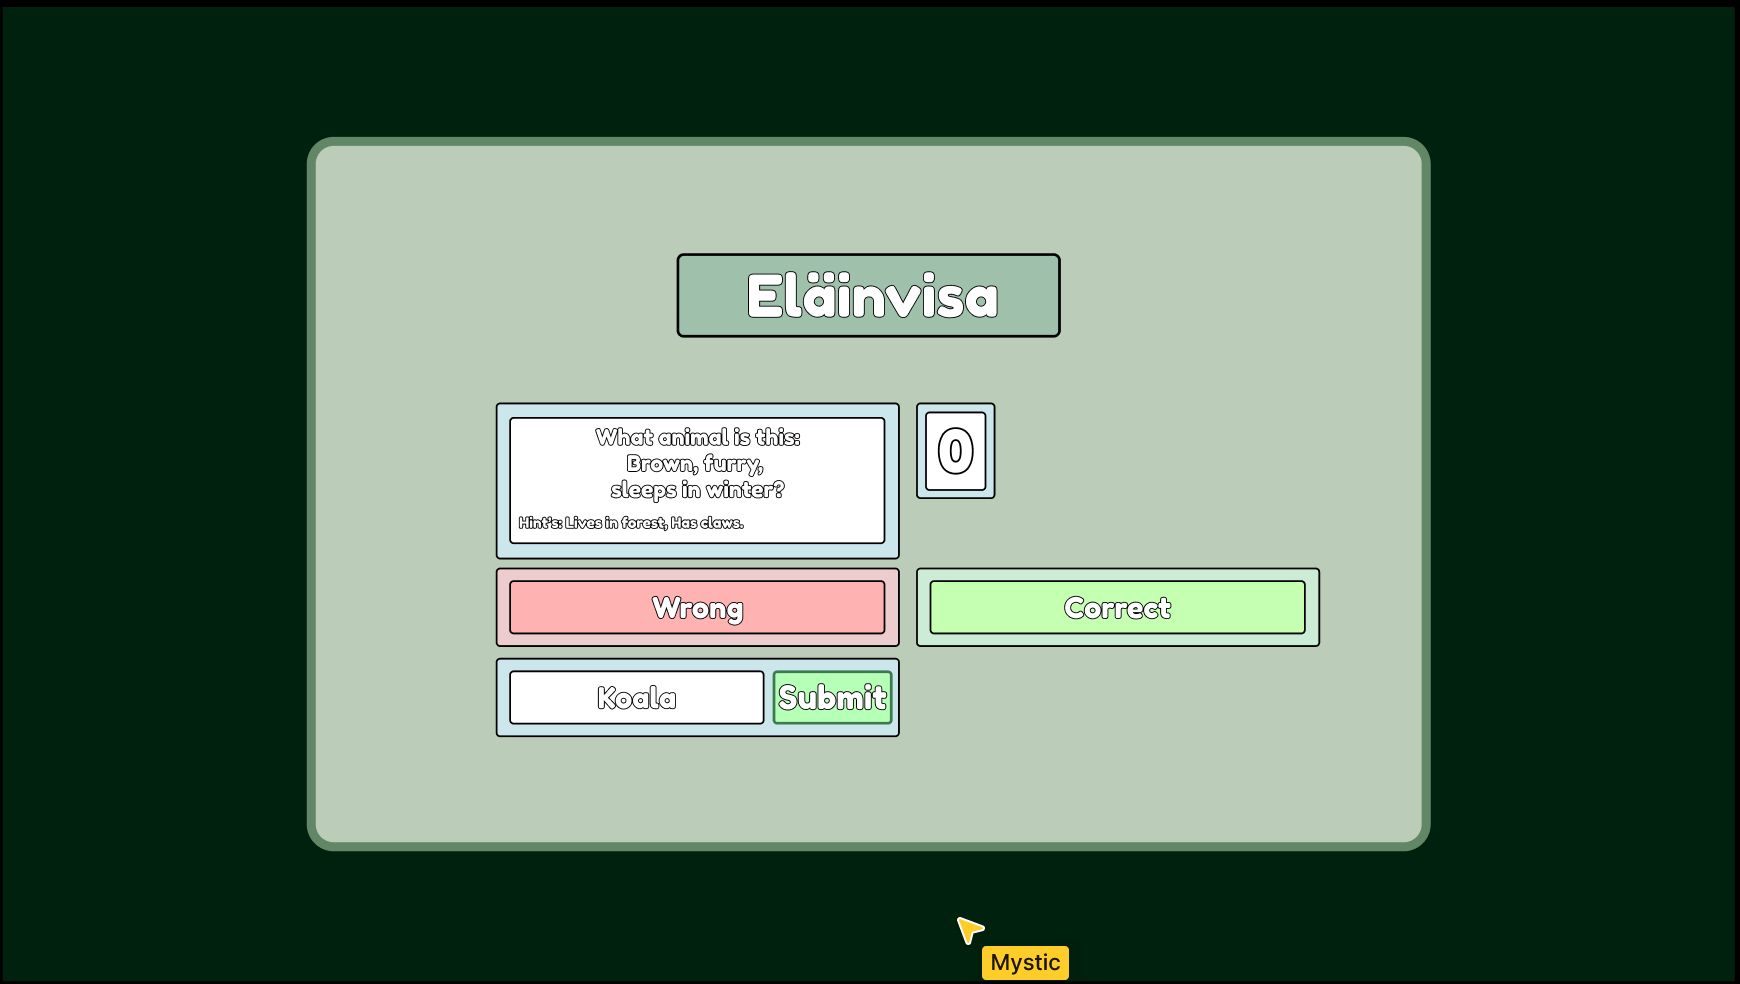 Eläinvisa
What animal is this:
Brown, furry,
sleeps in winter?
Hint's: Lives in forest, Has claws.
0
Wrong
Correct
Koala
Submit
Mystic